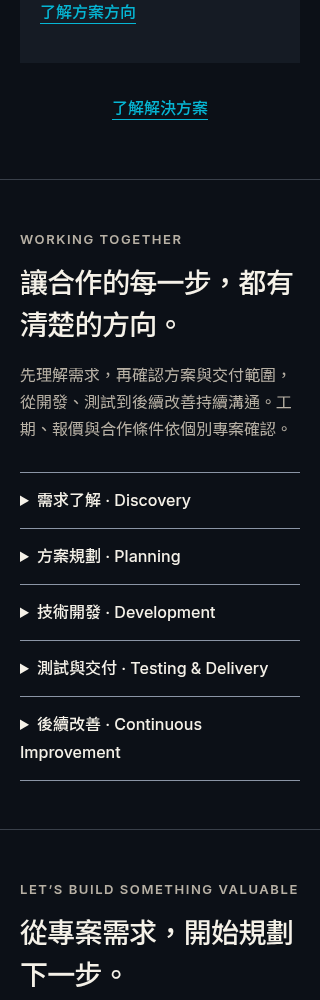 了解方案方向
了解解決方案
WORKING TOGETHER
讓合作的每一步，都有
清楚的方向。
先理解需求，再確認方案與交付範圍，
從開發、測試到後續改善持續溝通。工
期、報價與合作條件依個別專案確認。
▶ 需求了解 · Discovery
▶ 方案規劃 · Planning
▶ 技術開發 · Development
▶ 測試與交付 · Testing & Delivery
▶ 後續改善 · Continuous
Improvement
LET’S BUILD SOMETHING VALUABLE
從專案需求，開始規劃
下一步。